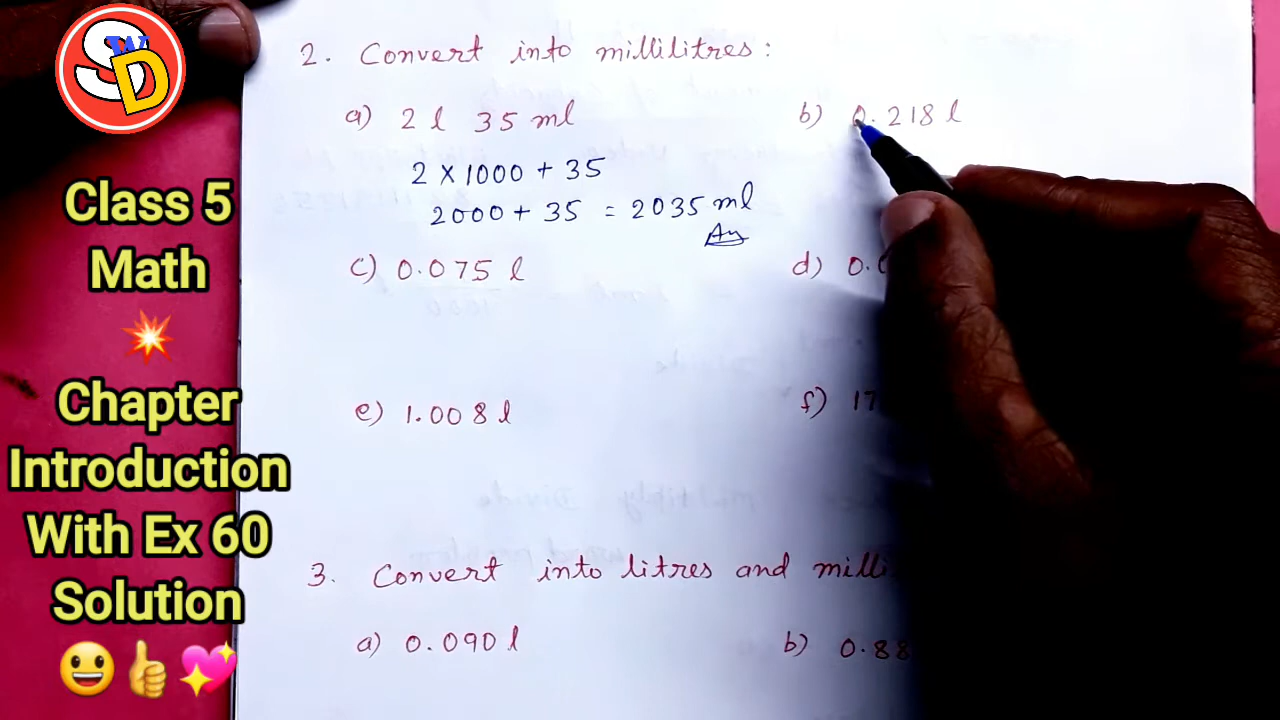 SWD
Class 5
Math
Chapter
Introduction
With Ex 60
Solution
2. Convert into millilitres:
a) 2 l 35 ml
2 × 1000 + 35
2000 + 35 = 2035 ml
b) 0.218 l
c) 0.075 l
d) 0.
e) 1.008 l
f) 17
3. Convert into litres and milli
a) 0.090 l
b) 0.88